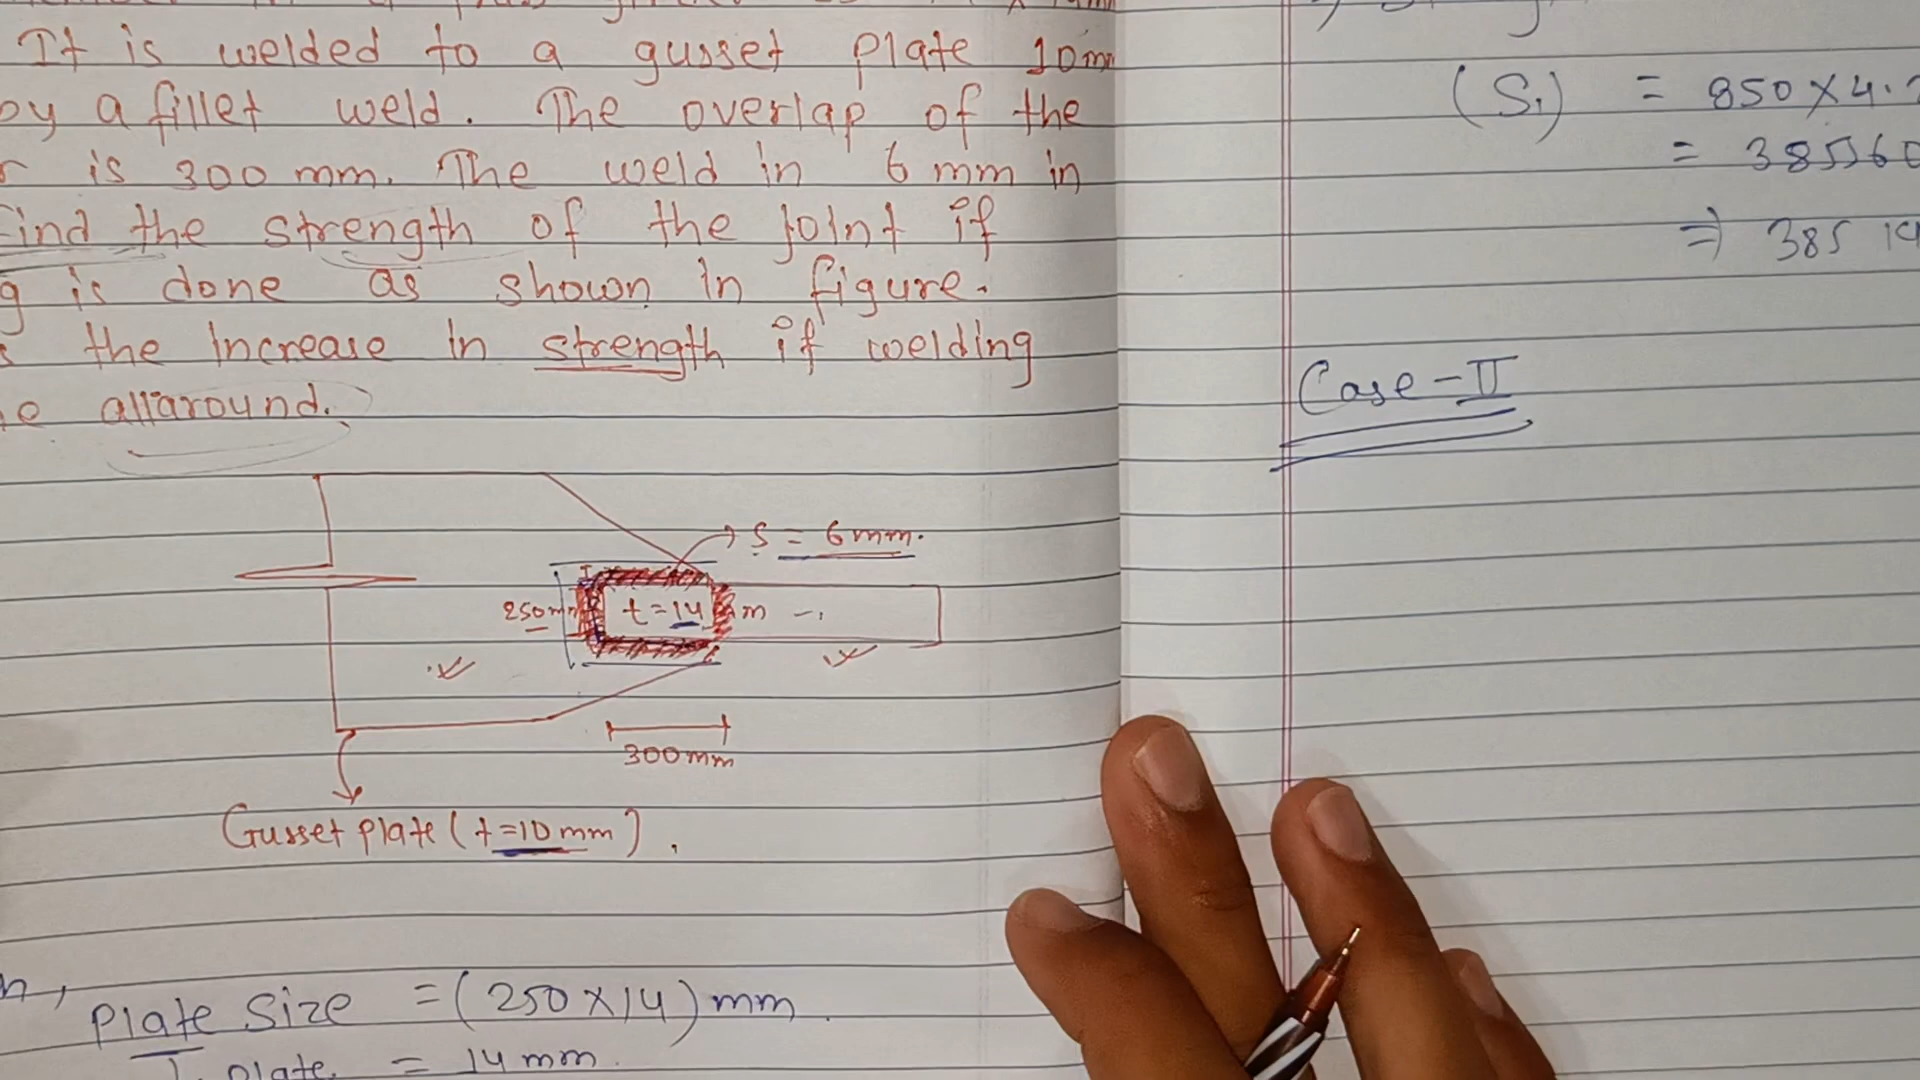 It is welded to a gusset plate 10mm
by a fillet weld. The overlap of the
is 300 mm. The weld in 6 mm in
Find the strength of the joint if
g is done as shown in figure.
the increase in strength if welding
allaround.
S = 6mm.
250mm
t = 14 mm
300mm
Gusset plate (t=10mm).
Plate size = (250 X 14) mm.
plate = 14 mm.
(S1) = 850 X 4.2
= 385560
⇒ 385
Case - II